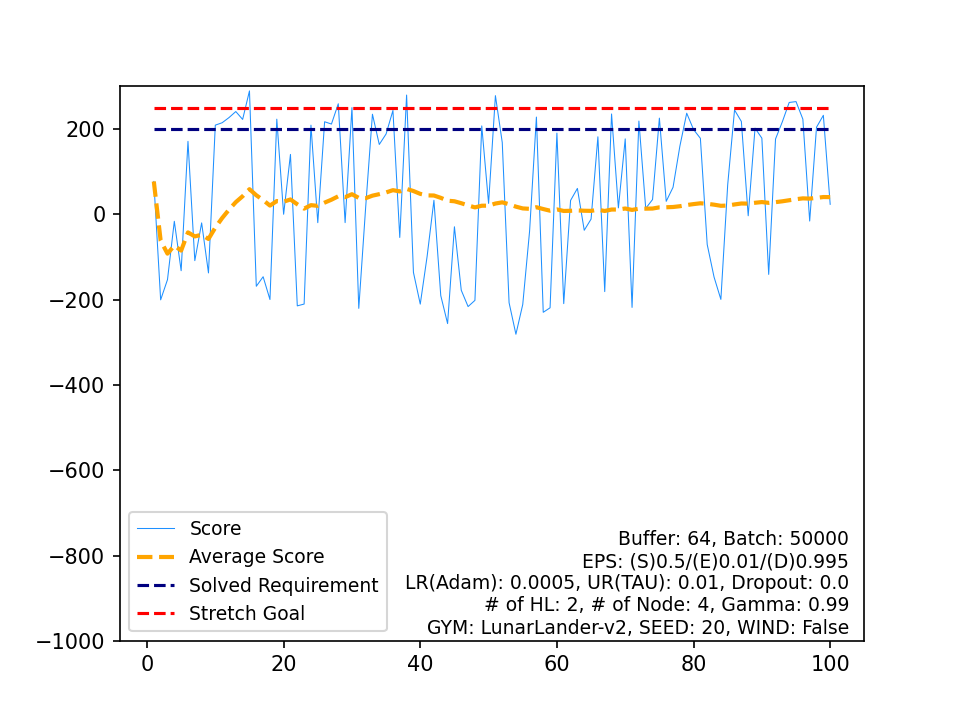 200
0
−200
−400
−600
−800
−1000
0 20 40 60 80 100
Score
Average Score
Solved Requirement
Stretch Goal
Buffer: 64, Batch: 50000
EPS: (S)0.5/(E)0.01/(D)0.995
LR(Adam): 0.0005, UR(TAU): 0.01, Dropout: 0.0
# of HL: 2, # of Node: 4, Gamma: 0.99
GYM: LunarLander-v2, SEED: 20, WIND: False